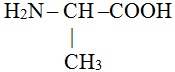 H₂N – CH –COOH
CH₃